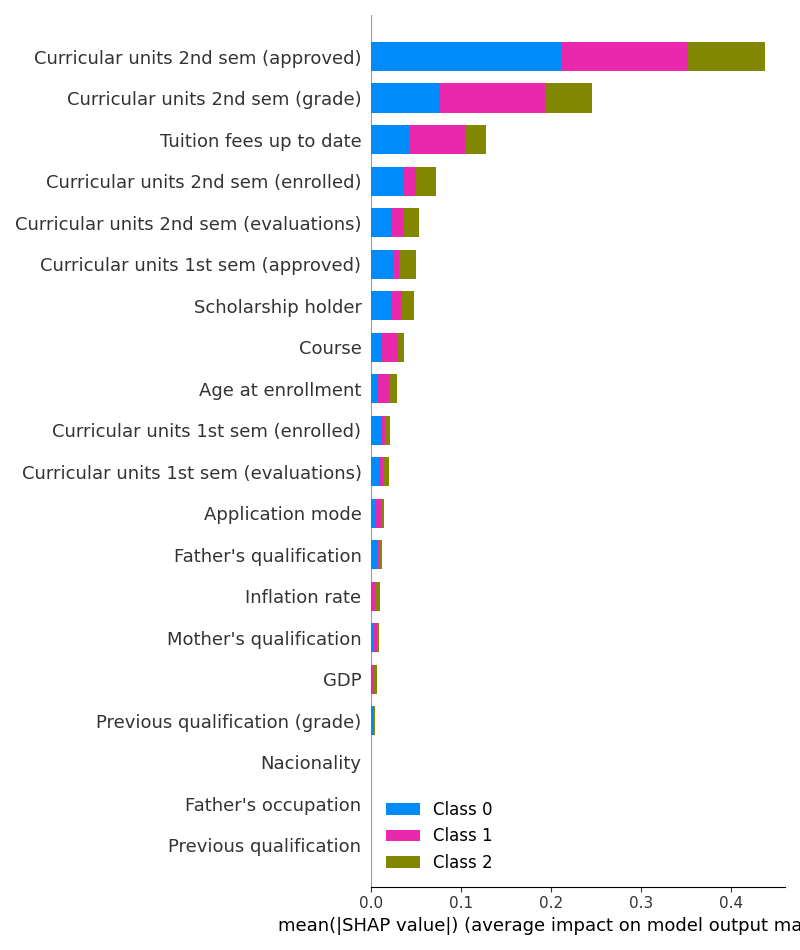 Curricular units 2nd sem (approved)
Curricular units 2nd sem (grade)
Tuition fees up to date
Curricular units 2nd sem (enrolled)
Curricular units 2nd sem (evaluations)
Curricular units 1st sem (approved)
Scholarship holder
Course
Age at enrollment
Curricular units 1st sem (enrolled)
Curricular units 1st sem (evaluations)
Application mode
Father's qualification
Inflation rate
Mother's qualification
GDP
Previous qualification (grade)
Nacionality
Father's occupation
Previous qualification
Class 0
Class 1
Class 2
0.0 0.1 0.2 0.3 0.4
mean(|SHAP value|) (average impact on model output ma